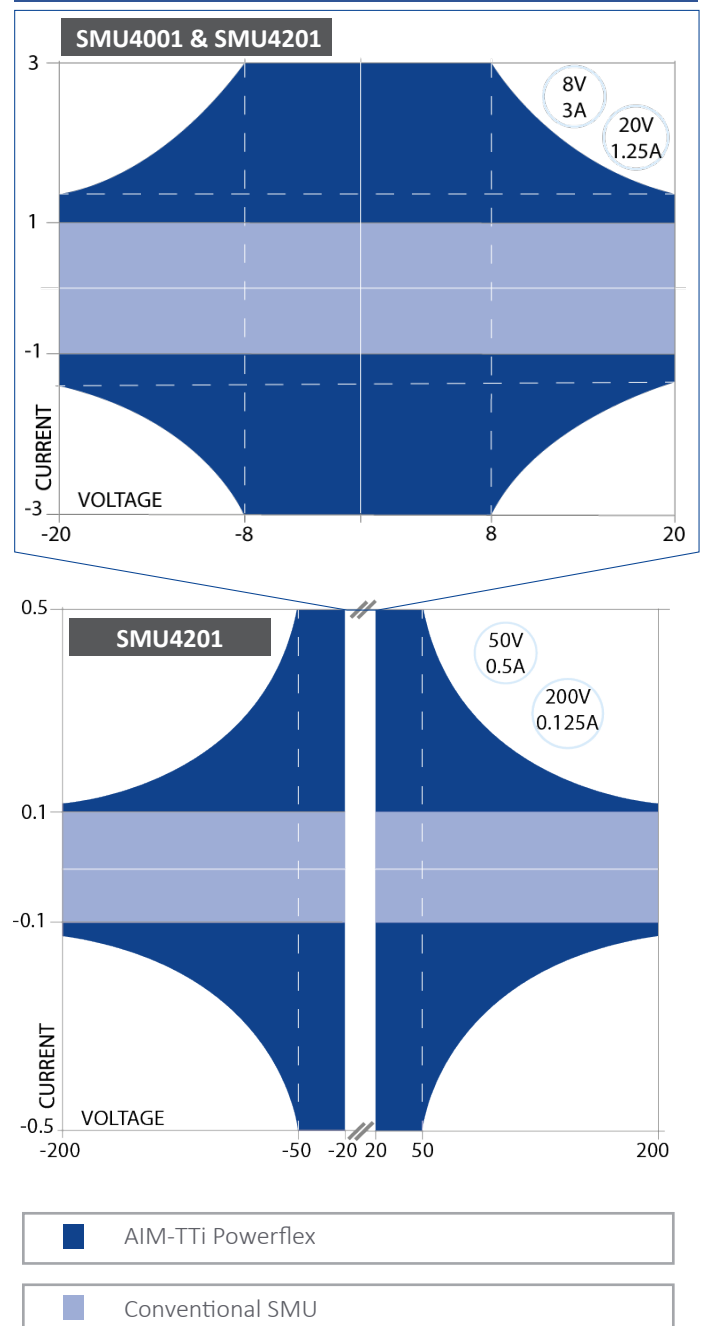 SMU4001 & SMU4201
3
8V
3A
20V
1.25A
1
-1
CURRENT
VOLTAGE
-3
-20
-8
8
20
0.5
SMU4201
50V
0.5A
200V
0.125A
0.1
-0.1
CURRENT
VOLTAGE
-0.5
-200
-50
-20
20
50
200
AIM-TTi Powerflex
Conventional SMU